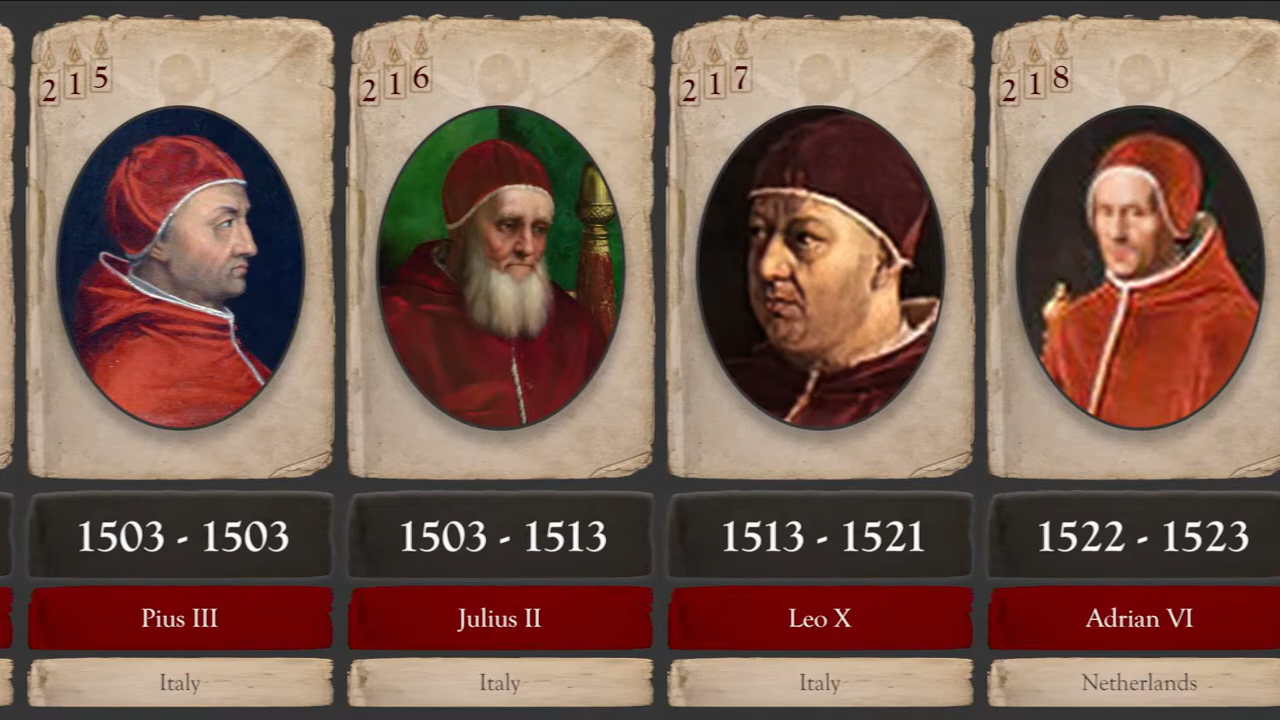 215
216
217
218
1503 - 1503
1503 - 1513
1513 - 1521
1522 - 1523
Pius III
Julius II
Leo X
Adrian VI
Italy
Italy
Italy
Netherlands